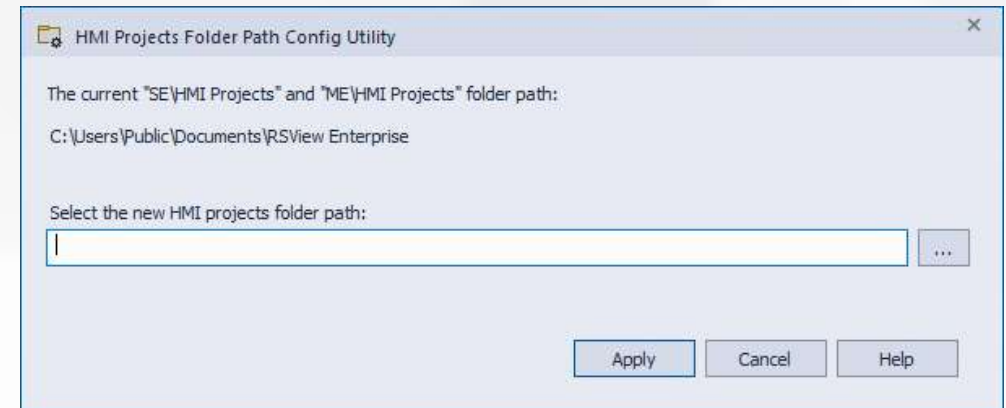 HMI Projects Folder Path Config Utility
The current "SE\HMI Projects" and "ME\HMI Projects" folder path:
C:\Users\Public\Documents\RSView Enterprise
Select the new HMI projects folder path:
...
Apply Cancel Help